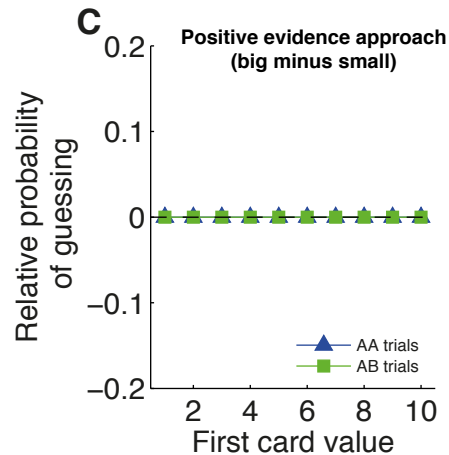 C
Positive evidence approach
(big minus small)
Relative probability
of guessing
0.2
0.1
0
−0.1
−0.2
AA trials
AB trials
2 4 6 8 10
First card value